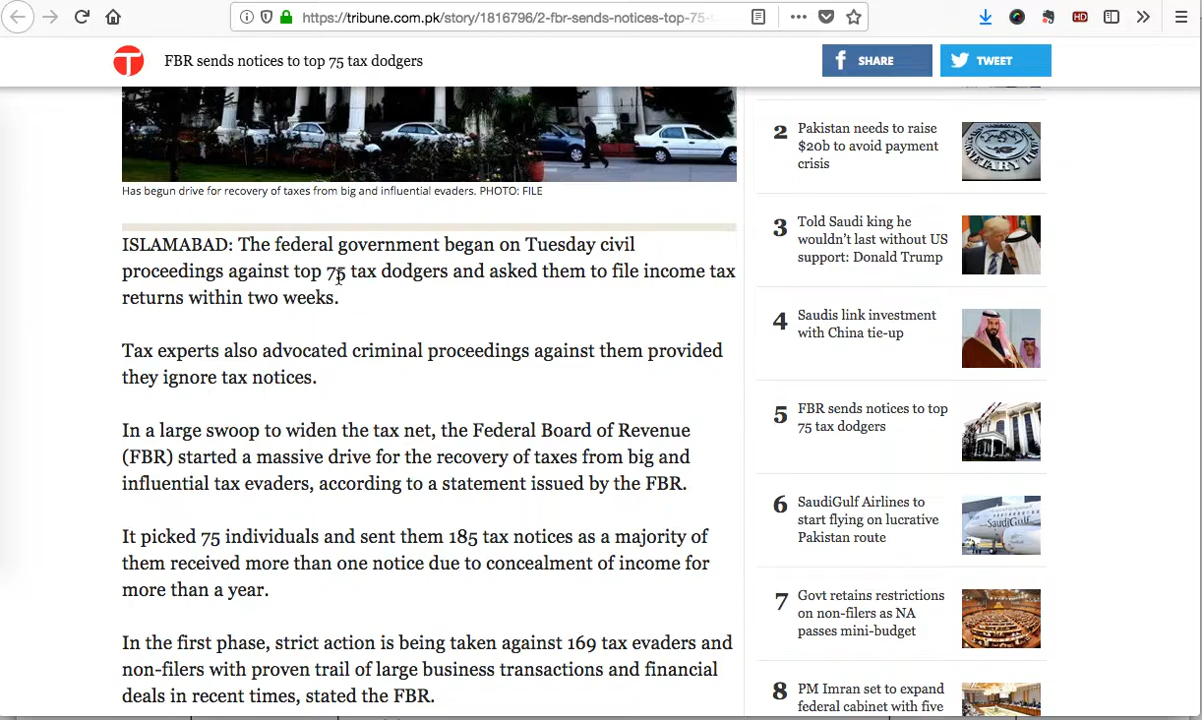 https://tribune.com.pk/story/1816796/2-fbr-sends-notices-top-75-
HD
FBR sends notices to top 75 tax dodgers
SHARE
TWEET
Has begun drive for recovery of taxes from big and influential evaders. PHOTO: FILE
ISLAMABAD: The federal government began on Tuesday civil
proceedings against top 75 tax dodgers and asked them to file income tax
returns within two weeks.
Tax experts also advocated criminal proceedings against them provided
they ignore tax notices.
In a large swoop to widen the tax net, the Federal Board of Revenue
(FBR) started a massive drive for the recovery of taxes from big and
influential tax evaders, according to a statement issued by the FBR.
It picked 75 individuals and sent them 185 tax notices as a majority of
them received more than one notice due to concealment of income for
more than a year.
In the first phase, strict action is being taken against 169 tax evaders and
non-filers with proven trail of large business transactions and financial
deals in recent times, stated the FBR.
2 Pakistan needs to raise
$20b to avoid payment
crisis
3 Told Saudi king he
wouldn't last without US
support: Donald Trump
4 Saudis link investment
with China tie-up
5 FBR sends notices to top
75 tax dodgers
6 SaudiGulf Airlines to
start flying on lucrative
Pakistan route
7 Govt retains restrictions
on non-filers as NA
passes mini-budget
8 PM Imran set to expand
federal cabinet with five